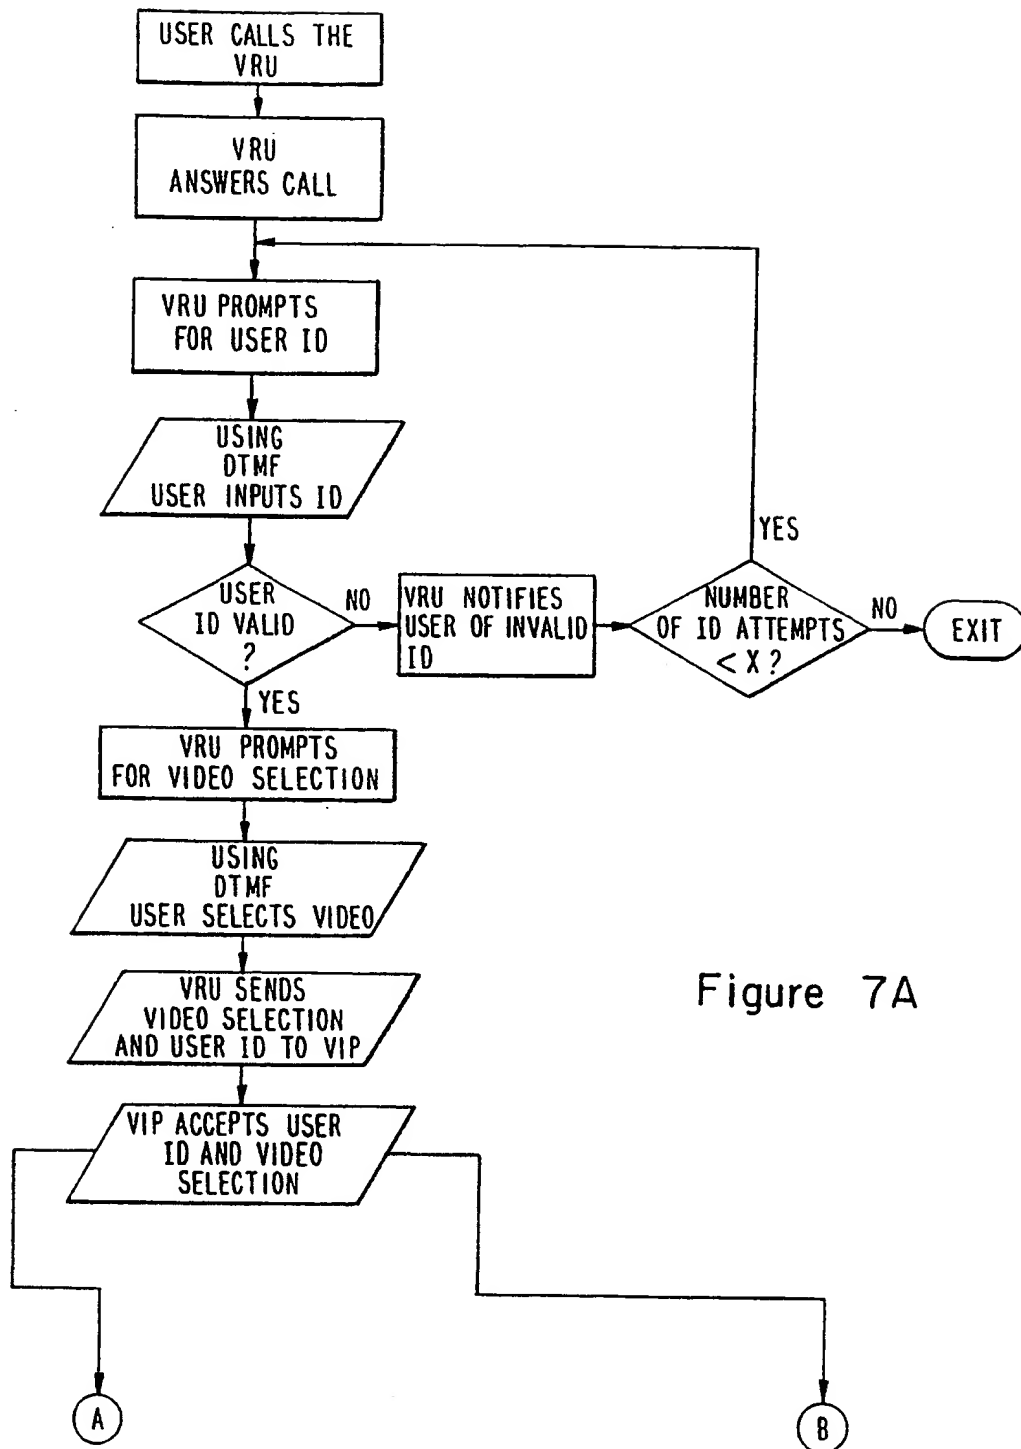 USER CALLS THE
VRU
VRU
ANSWERS CALL
VRU PROMPTS
FOR USER ID
USING
DTMF
USER INPUTS ID
USER
ID VALID
?
NO
YES
VRU NOTIFIES
USER OF INVALID
ID
NUMBER
OF ID ATTEMPTS
< X ?
YES
NO
EXIT
VRU PROMPTS
FOR VIDEO SELECTION
USING
DTMF
USER SELECTS VIDEO
VRU SENDS
VIDEO SELECTION
AND USER ID TO VIP
VIP ACCEPTS USER
ID AND VIDEO
SELECTION
A
B
Figure 7A